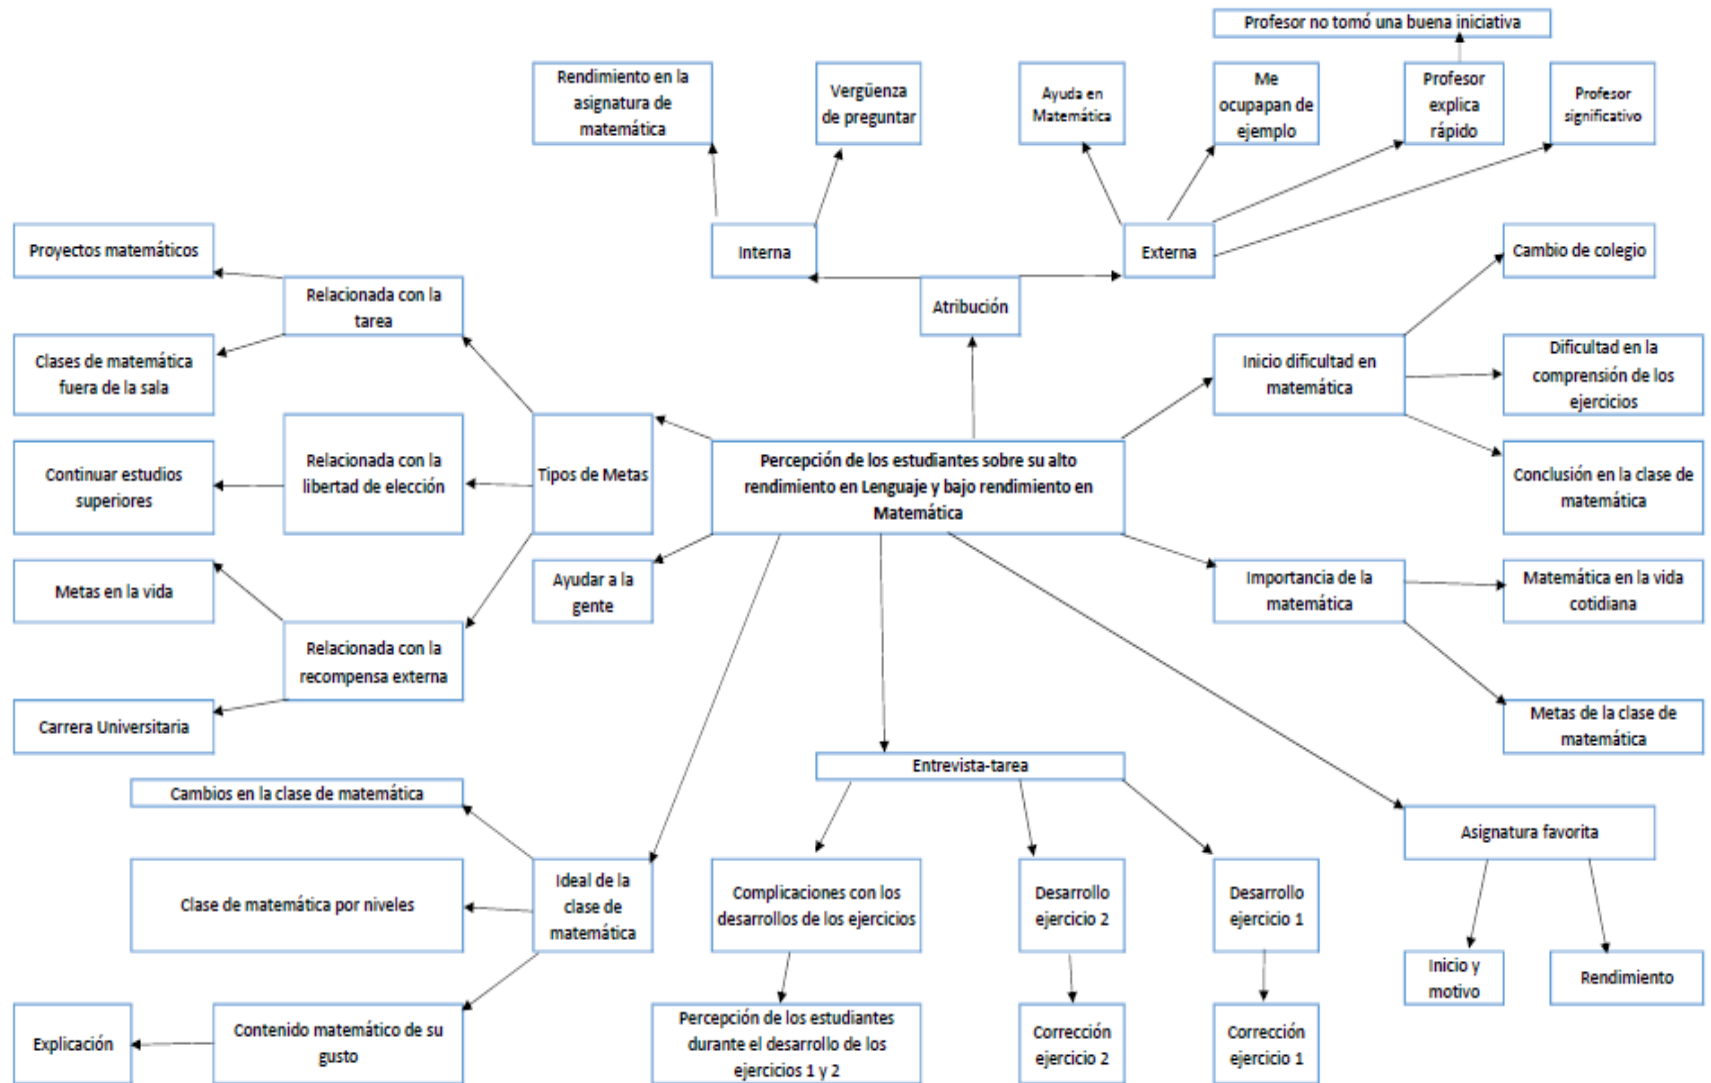 Profesor no tomó una buena iniciativa
Rendimiento en la
asignatura de
matemática
Vergüenza
de preguntar
Ayuda en
Matemática
Me
ocupapan de
ejemplo
Profesor
explica
rápido
Profesor
significativo
Proyectos matemáticos
Interna
Externa
Cambio de colegio
Relacionada con la
tarea
Atribución
Clases de matemática
fuera de la sala
Inicio dificultad en
matemática
Dificultad en la
comprensión de los
ejercicios
Continuar estudios
superiores
Relacionada con la
libertad de elección
Tipos de Metas
Percepción de los estudiantes sobre su alto
rendimiento en Lenguaje y bajo rendimiento en
Matemática
Conclusión en la clase de
matemática
Metas en la vida
Ayudar a la
gente
Importancia de la
matemática
Matemática en la vida
cotidiana
Relacionada con la
recompensa externa
Carrera Universitaria
Metas de la clase de
matemática
Entrevista-tarea
Cambios en la clase de matemática
Asignatura favorita
Clase de matemática por niveles
Ideal de la
clase de
matemática
Complicaciones con los
desarrollos de los ejercicios
Desarrollo
ejercicio 2
Desarrollo
ejercicio 1
Inicio y
motivo
Rendimiento
Explicación
Contenido matemático de su
gusto
Percepción de los estudiantes
durante el desarrollo de los
ejercicios 1 y 2
Corrección
ejercicio 2
Corrección
ejercicio 1